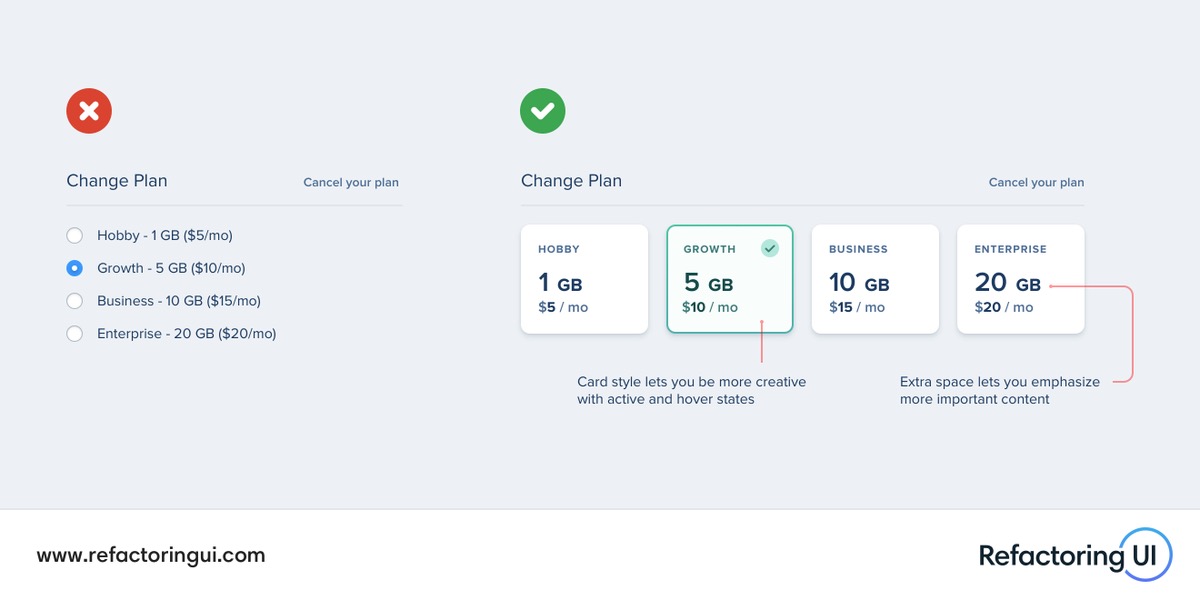 Change Plan
Cancel your plan
Hobby - 1 GB ($5/mo)
Growth - 5 GB ($10/mo)
Business - 10 GB ($15/mo)
Enterprise - 20 GB ($20/mo)
Change Plan
Cancel your plan
HOBBY
1 GB
$5 / mo
GROWTH
5 GB
$10 / mo
BUSINESS
10 GB
$15 / mo
ENTERPRISE
20 GB
$20 / mo
Card style lets you be more creative
with active and hover states
Extra space lets you emphasize
more important content
www.refactoringui.com
Refactoring UI